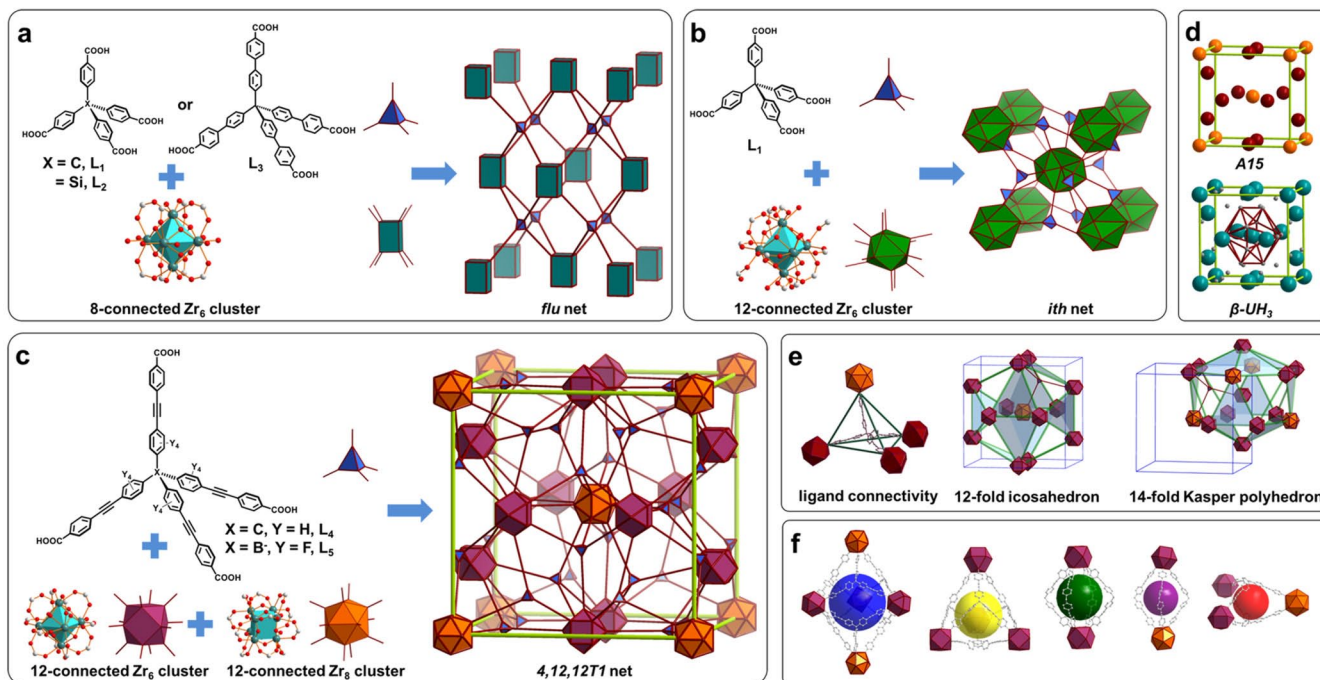 a
COOH
COOH
X
HOOC
COOH
COOH
X = C, L₁
= Si, L₂
or
COOH
HOOC
COOH
COOH
L₃
8-connected Zr₆ cluster
flu net
b
COOH
HOOC
COOH
COOH
L₁
12-connected Zr₆ cluster
ith net
d
A15
β-UH₃
c
COOH
Y₄
X
Y₄
Y₄
Y₄
HOOC
COOH
COOH
X = C, Y = H, L₄
X = B⁻, Y = F, L₅
12-connected Zr₆ cluster
12-connected Zr₈ cluster
4,12,12T1 net
e
ligand connectivity
12-fold icosahedron
14-fold Kasper polyhedron
f